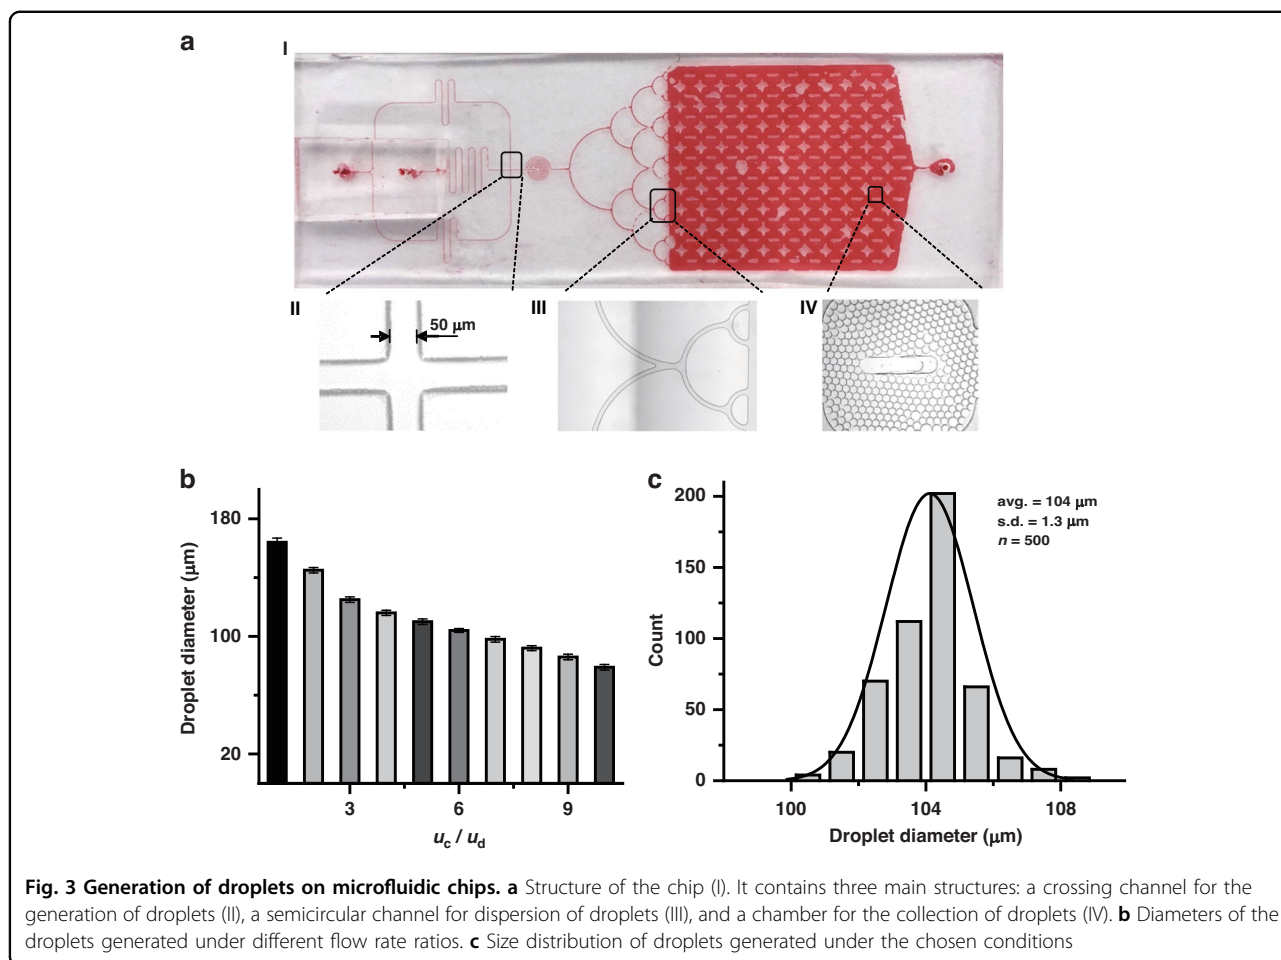 a
I
II
50 μm
III
IV
b
180
100
20
Droplet diameter (μm)
3
6
9
u_c / u_d
c
200
150
100
50
0
Count
avg. = 104 μm
s.d. = 1.3 μm
n = 500
100
104
108
Droplet diameter (μm)
Fig. 3 Generation of droplets on microfluidic chips. a Structure of the chip (I). It contains three main structures: a crossing channel for the
generation of droplets (II), a semicircular channel for dispersion of droplets (III), and a chamber for the collection of droplets (IV). b Diameters of the
droplets generated under different flow rate ratios. c Size distribution of droplets generated under the chosen conditions